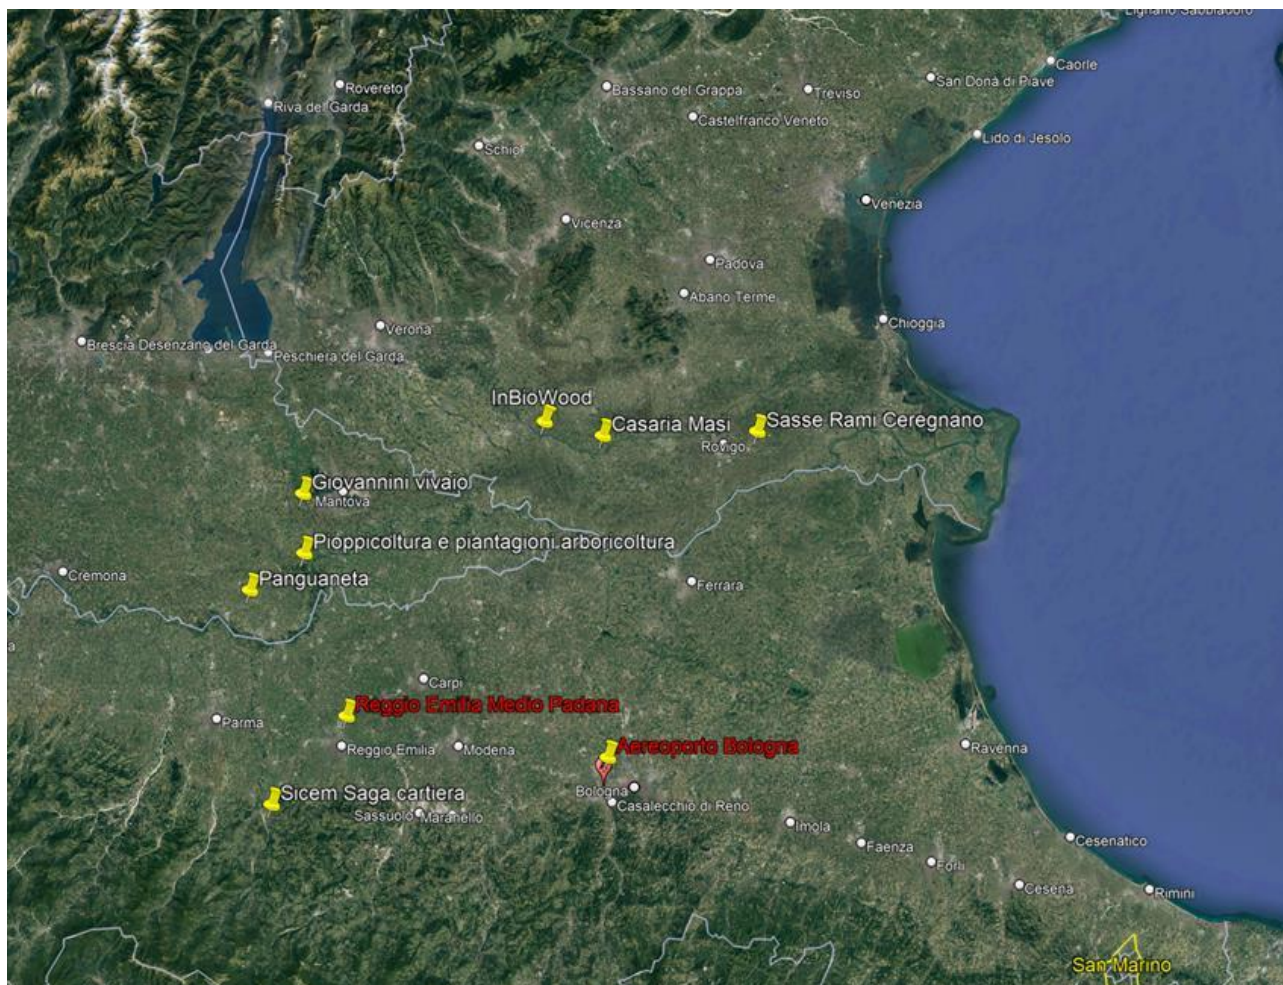 Lignano Sabbiadoro
Caorle
San Donà di Piave
Rovereto
Bassano del Grappa
Treviso
Riva del Garda
Castelfranco Veneto
Lido di Jesolo
Schio
Venezia
Vicenza
Padova
Abano Terme
Chioggia
Verona
Brescia
Desenzano del Garda
Peschiera del Garda
InBioWood
Casaria Masi
Sasse Rami Ceregnano
Rovigo
Giovannini vivaio
Mantova
Pioppicoltura e piantagioni arboricoltura
Cremona
Panguaneta
Ferrara
Carpi
Reggio Emilia Medio Padana
Parma
Reggio Emilia
Modena
Aereoporto Bologna
Ravenna
Bologna
Sicem Saga cartiera
Casalecchio di Reno
Sassuolo
Maranello
Imola
Cesenatico
Faenza
Forlì
Cesena
Rimini
San Marino